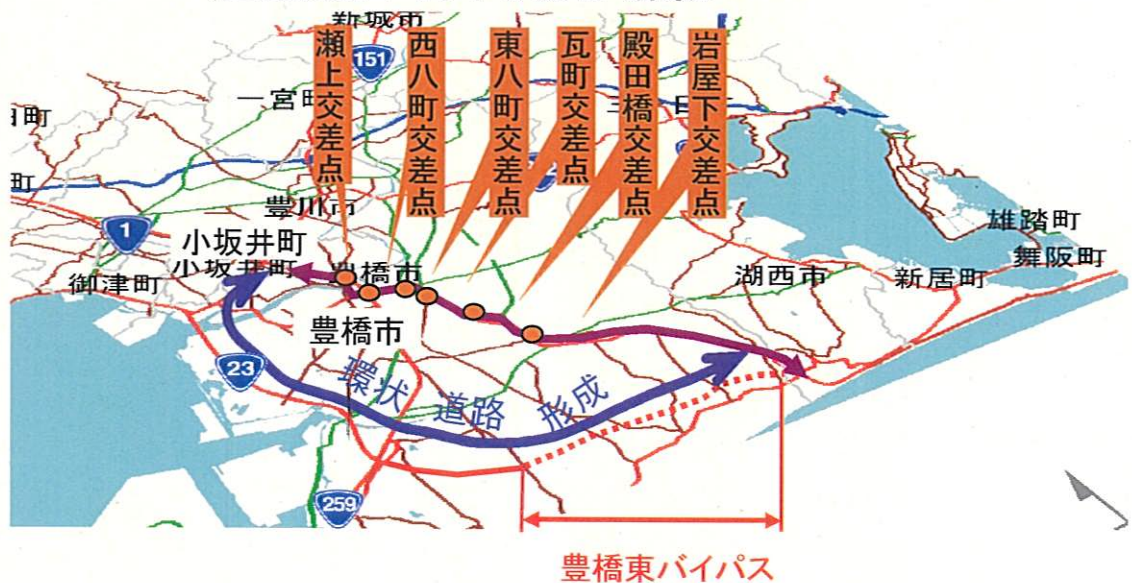 新城市
瀬上交差点
西八町交差点
東八町交差点
瓦町交差点
殿田橋交差点
岩屋下交差点
151
一宮町
豊川市
1
小坂井町
小坂井町
御津町
豊橋市
豊橋市
湖西市
新居町
雄踏町
舞阪町
23
環状 道路 形成
259
豊橋東バイパス